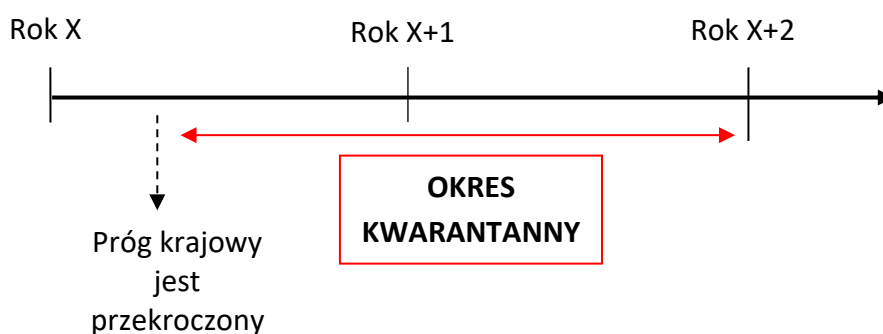 Rok X
Rok X+1
Rok X+2
OKRES
KWARANTANNY
Próg krajowy
jest
przekroczony